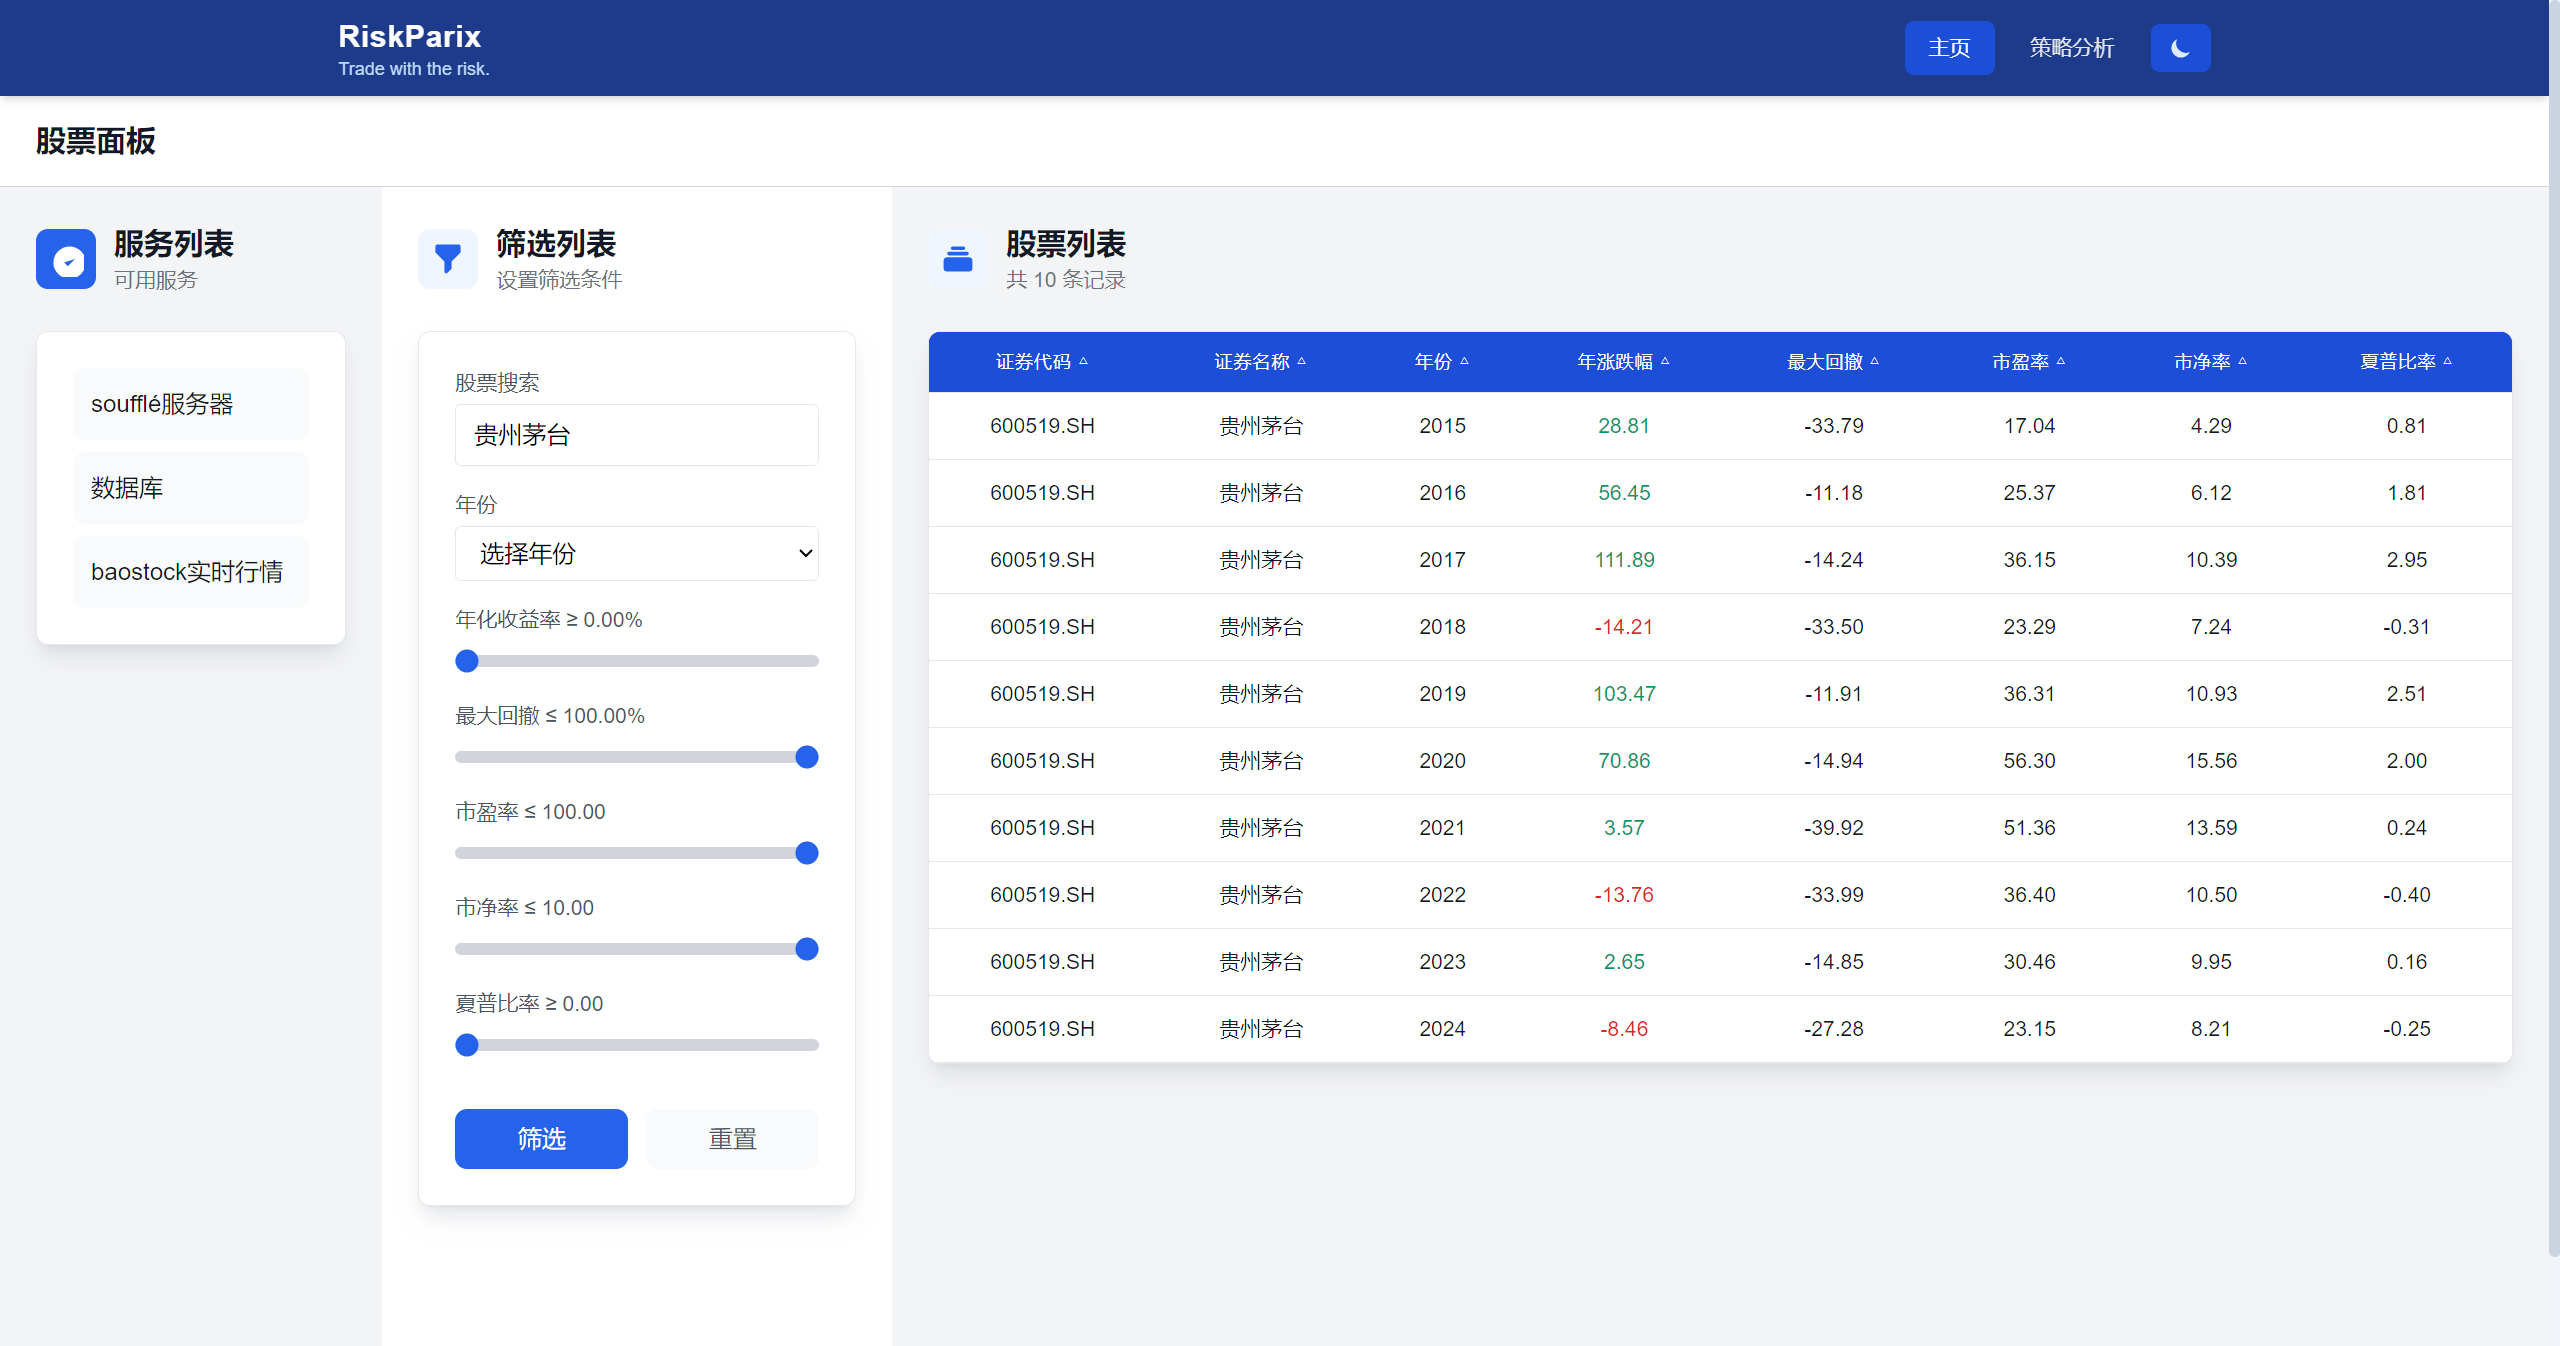 RiskParix
Trade with the risk.
主页
策略分析
股票面板
服务列表
可用服务
soufflé服务器
数据库
baostock实时行情
筛选列表
设置筛选条件
股票搜索
贵州茅台
年份
选择年份
年化收益率 ≥ 0.00%
最大回撤 ≤ 100.00%
市盈率 ≤ 100.00
市净率 ≤ 10.00
夏普比率 ≥ 0.00
筛选 重置
股票列表
共 10 条记录
证券代码 证券名称 年份 年涨跌幅 最大回撤 市盈率 市净率 夏普比率
600519.SH 贵州茅台 2015 28.81 -33.79 17.04 4.29 0.81
600519.SH 贵州茅台 2016 56.45 -11.18 25.37 6.12 1.81
600519.SH 贵州茅台 2017 111.89 -14.24 36.15 10.39 2.95
600519.SH 贵州茅台 2018 -14.21 -33.50 23.29 7.24 -0.31
600519.SH 贵州茅台 2019 103.47 -11.91 36.31 10.93 2.51
600519.SH 贵州茅台 2020 70.86 -14.94 56.30 15.56 2.00
600519.SH 贵州茅台 2021 3.57 -39.92 51.36 13.59 0.24
600519.SH 贵州茅台 2022 -13.76 -33.99 36.40 10.50 -0.40
600519.SH 贵州茅台 2023 2.65 -14.85 30.46 9.95 0.16
600519.SH 贵州茅台 2024 -8.46 -27.28 23.15 8.21 -0.25